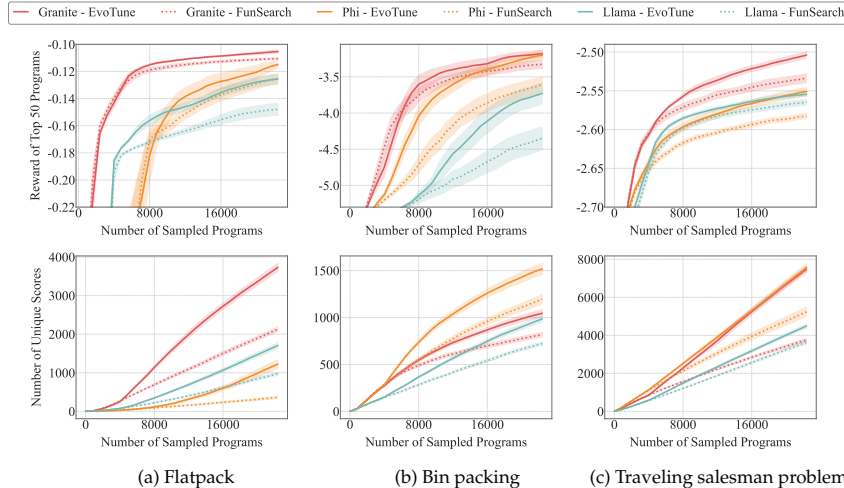 Granite - EvoTune Granite - FunSearch Phi - EvoTune Phi - FunSearch Llama - EvoTune Llama - FunSearch
Reward of Top 50 Programs
-0.10
-0.12
-0.14
-0.16
-0.18
-0.20
-0.22
0 8000 16000
Number of Sampled Programs
-3.5
-4.0
-4.5
-5.0
0 8000 16000
Number of Sampled Programs
-2.50
-2.55
-2.60
-2.65
-2.70
0 8000 16000
Number of Sampled Programs
Number of Unique Scores
4000
3000
2000
1000
0
0 8000 16000
Number of Sampled Programs
1500
1000
500
0
0 8000 16000
Number of Sampled Programs
8000
6000
4000
2000
0
0 8000 16000
Number of Sampled Programs
(a) Flatpack (b) Bin packing (c) Traveling salesman problem